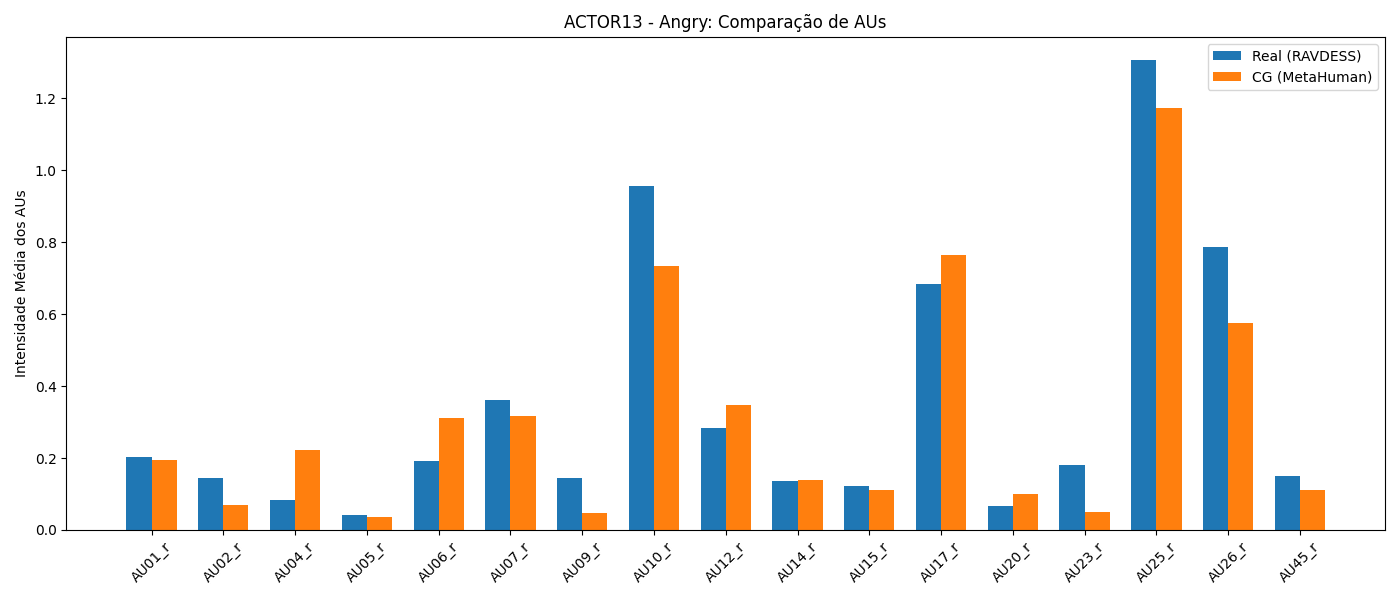 ACTOR13 - Angry: Comparação de AUs
Real (RAVDESS)
CG (MetaHuman)
Intensidade Média dos AUs
1.2
1.0
0.8
0.6
0.4
0.2
0.0
AU01_r
AU02_r
AU04_r
AU05_r
AU06_r
AU07_r
AU09_r
AU10_r
AU12_r
AU14_r
AU15_r
AU17_r
AU20_r
AU23_r
AU25_r
AU26_r
AU45_r